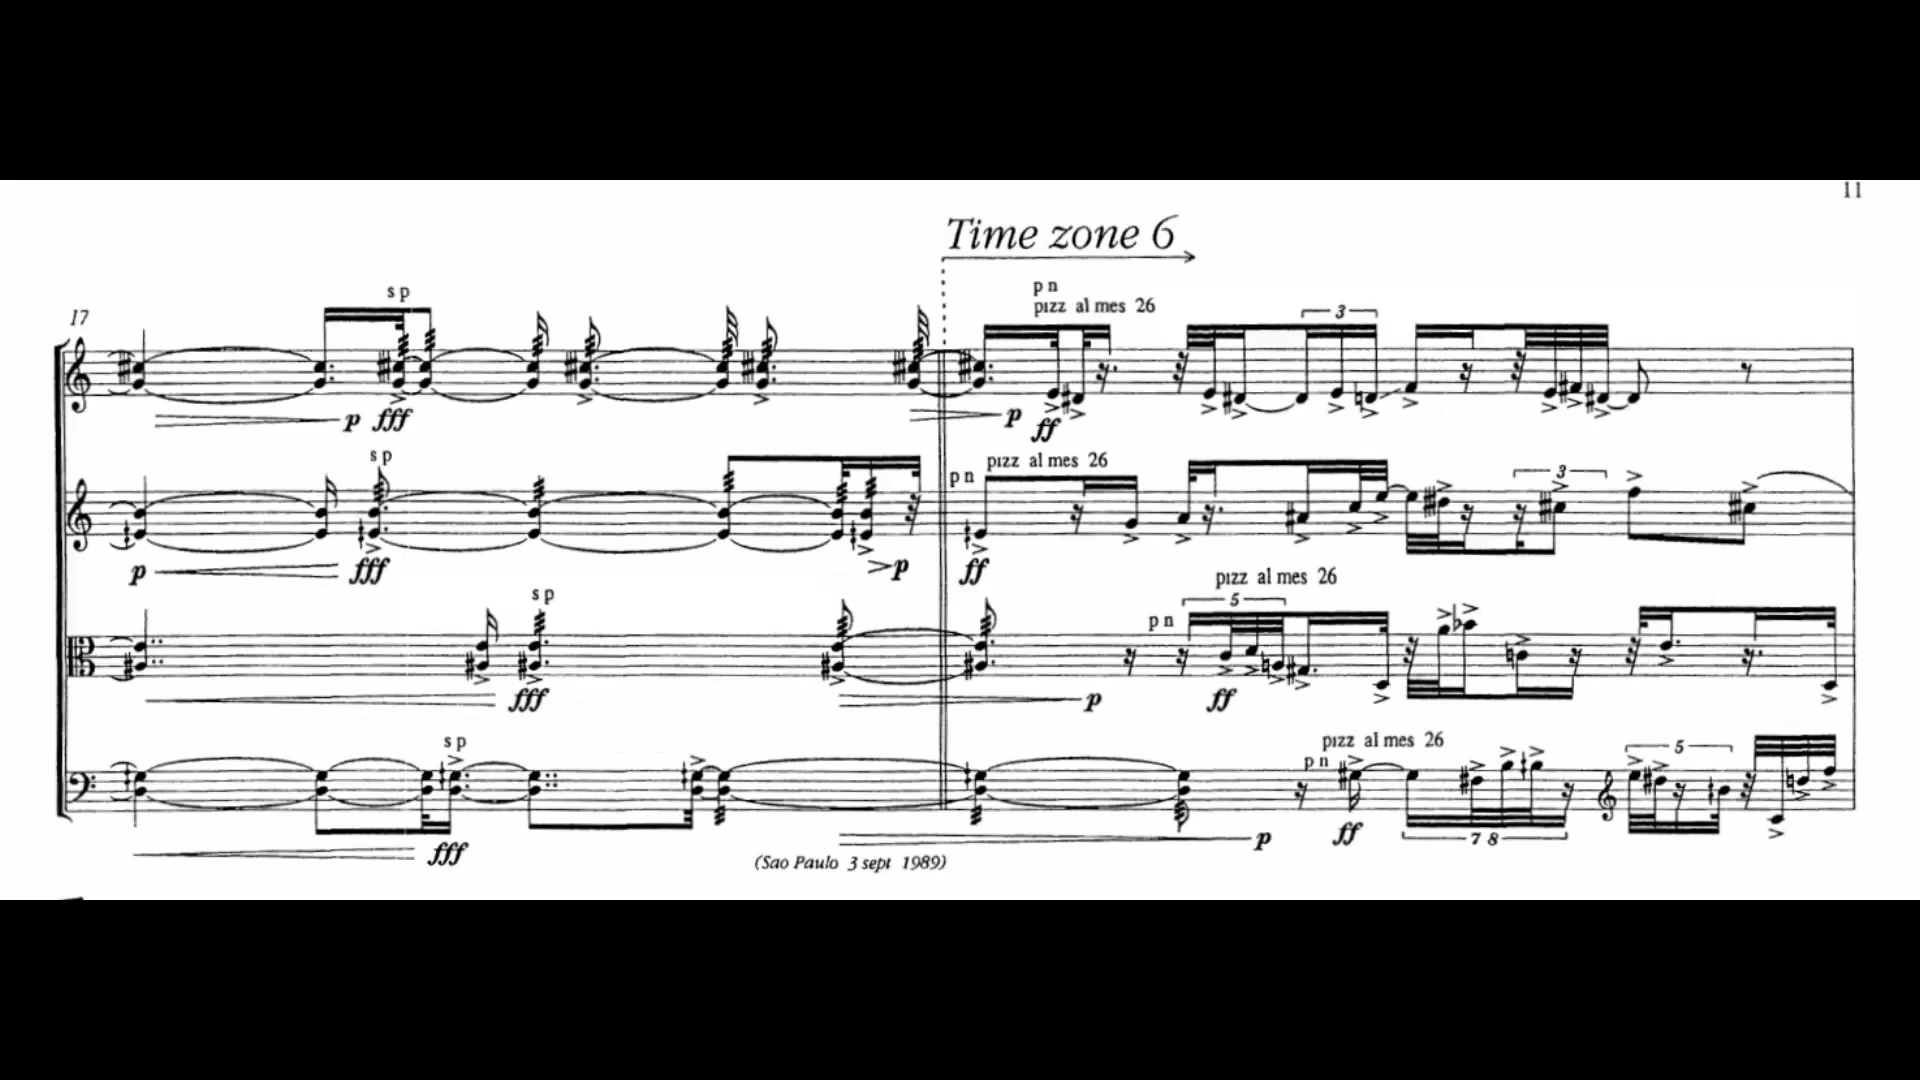 11
Time zone 6
17
s p
p n
pizz al mes 26
3
p fff
p
ff
s p
p n
pizz al mes 26
3
p
fff
p
ff
s p
p n
pizz al mes 26
5
fff
p
ff
s p
p n
pizz al mes 26
5
7 8
fff
p
ff
(Sao Paulo 3 sept 1989)